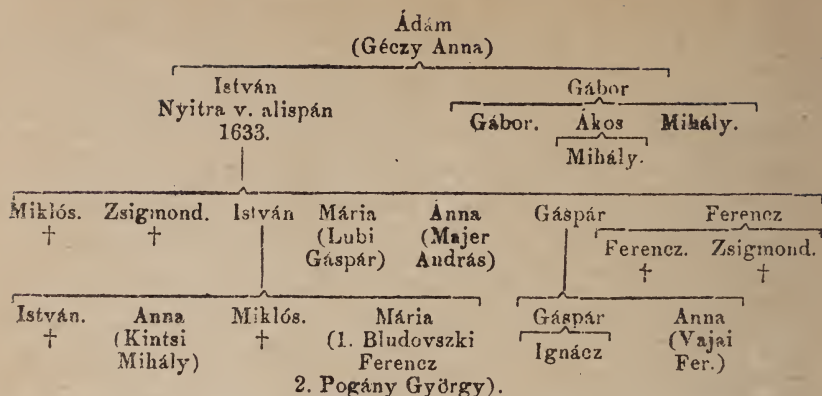 Ádám
(Géczy Anna)
István Gábor
Nyitra v. alispán Gábor. Ákos Mihály.
1633. Mihály.
Miklós. Zsigmond. István Mária Ánna Gáspár Ferencz
† † (Lubi (Majer Ferencz. Zsigmond.
Gáspár) András) † †
István. Anna Miklós. Mária Gáspár Anna
† (Kintsi † (1. Bludovszki Ignácz (Vajai
Mihály) Ferencz Fer.)
2. Pogány György).